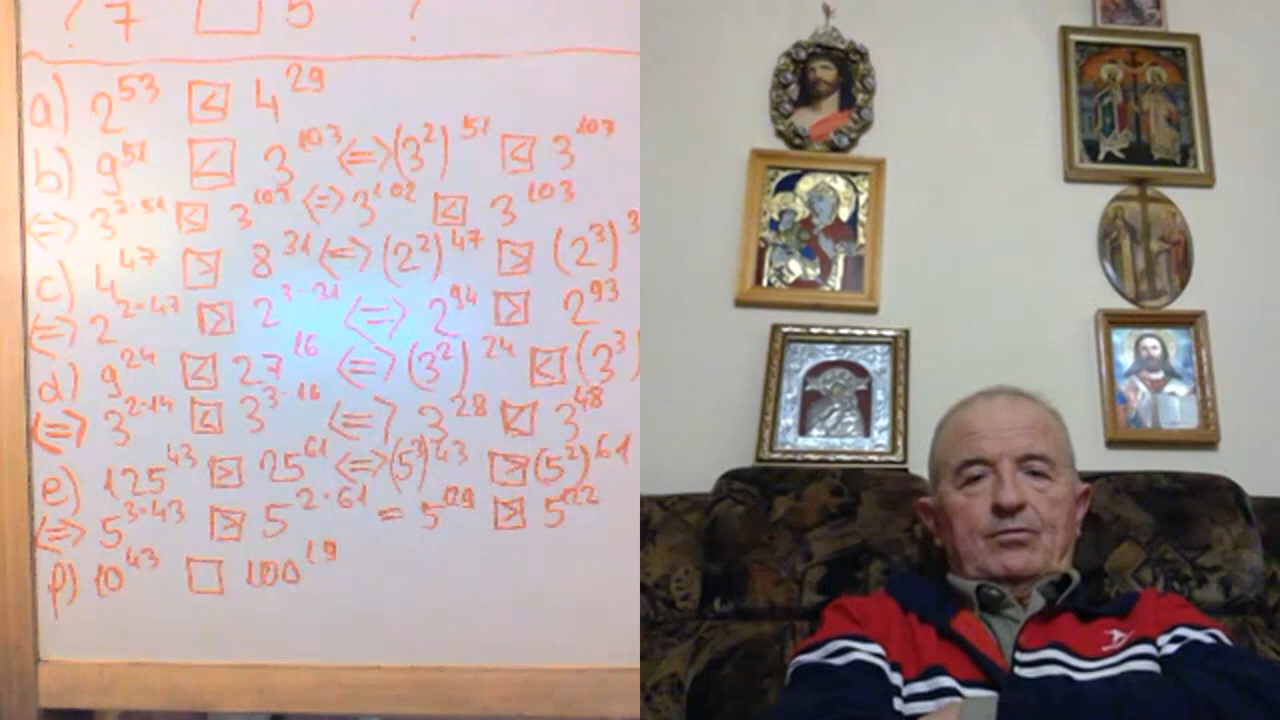 ? 7 □ 5 ?
a) 2^53 [<] 4^29
b) 9^51 [<] 3^103 <=> (3^2)^51 [<] 3^103
<=> 3^2·51 [<] 3^103 <=> 3^102 [<] 3^103
c) 4^47 [>] 8^31 <=> (2^2)^47 [>] (2^3)^3
<=> 2^2·47 [>] 2^3·31 <=> 2^94 [>] 2^93
d) 9^24 [<] 27^16 <=> (3^2)^24 [<] (3^3)
<=> 3^2·14 [<] 3^3·16 <=> 3^28 [<] 3^48
e) 125^43 [>] 25^61 <=> (5^3)^43 [>] (5^2)^61
<=> 5^3·43 [>] 5^2·61 = 5^129 [>] 5^122
f) 10^43 □ 100^19